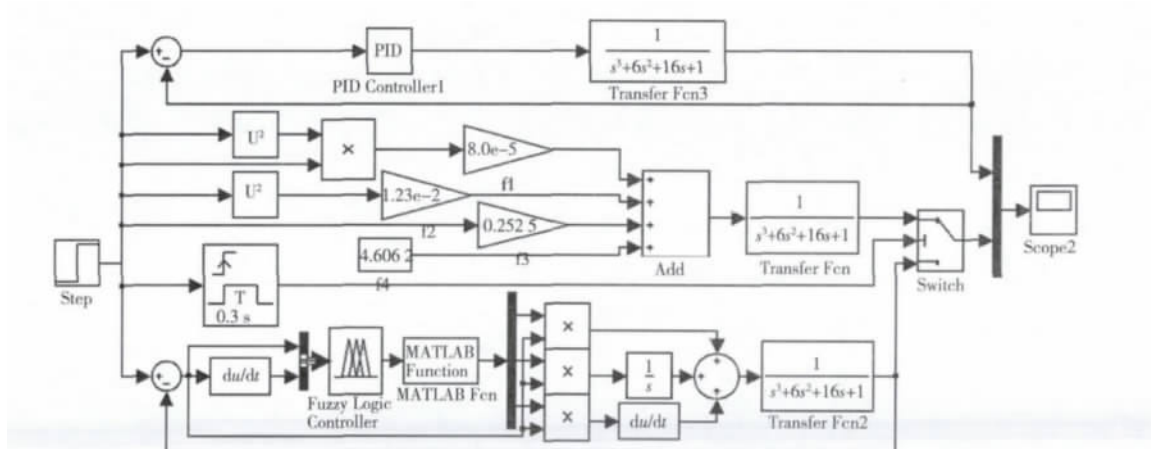 PID
PID Controller1
1
s³+6s²+16s+1
Transfer Fcn3
U²
×
8.0e−5
f1
U²
1.23e−2
f2
0.252 5
f3
4.606 2
f4
Add
1
s³+6s²+16s+1
Transfer Fcn
Switch
Scope2
Step
T
0.3 s
du/dt
Fuzzy Logic
Controller
MATLAB
Function
MATLAB Fcn
×
×
×
1
s
du/dt
1
s³+6s²+16s+1
Transfer Fcn2